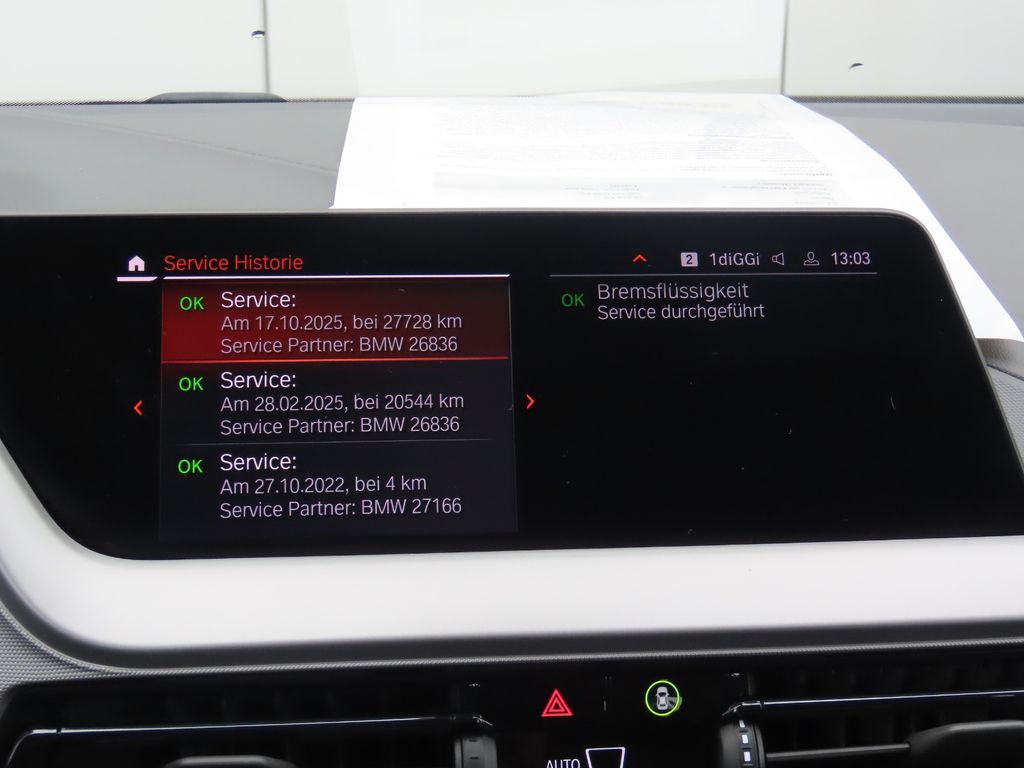 Service Historie
2 1diGGi 13:03
OK Service:
Am 17.10.2025, bei 27728 km
Service Partner: BMW 26836
OK Service:
Am 28.02.2025, bei 20544 km
Service Partner: BMW 26836
OK Service:
Am 27.10.2022, bei 4 km
Service Partner: BMW 27166
OK Bremsflüssigkeit
Service durchgeführt
AUTO